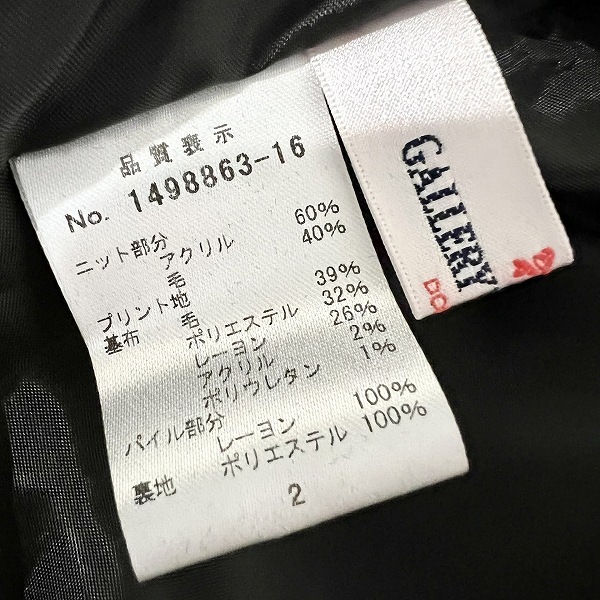 品質表示
No. 1498863-16
ニット部分
アクリル 60%
毛 40%
プリント地
基布 毛 39%
ポリエステル 32%
レーヨン 26%
アクリル 2%
ポリウレタン 1%
パイル部分
レーヨン 100%
裏地 ポリエステル 100%
2
GALLERY
DO